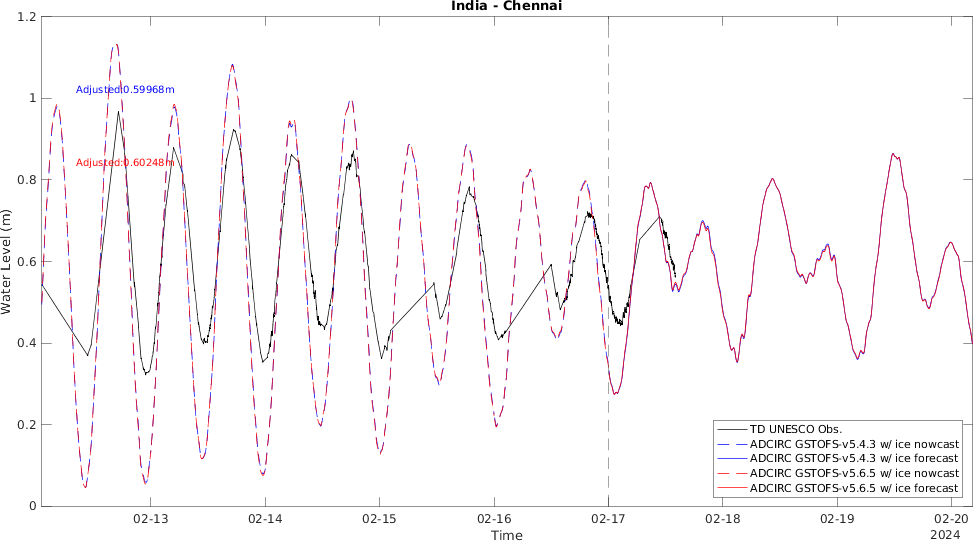 India - Chennai
1.2
1
0.8
0.6
0.4
0.2
0
Water Level (m)
Adjusted:0.59968m
Adjusted:0.60248m
TD UNESCO Obs.
ADCIRC GSTOFS-v5.4.3 w/ ice nowcast
ADCIRC GSTOFS-v5.4.3 w/ ice forecast
ADCIRC GSTOFS-v5.6.5 w/ ice nowcast
ADCIRC GSTOFS-v5.6.5 w/ ice forecast
02-13 02-14 02-15 02-16 02-17 02-18 02-19 02-20
Time
2024